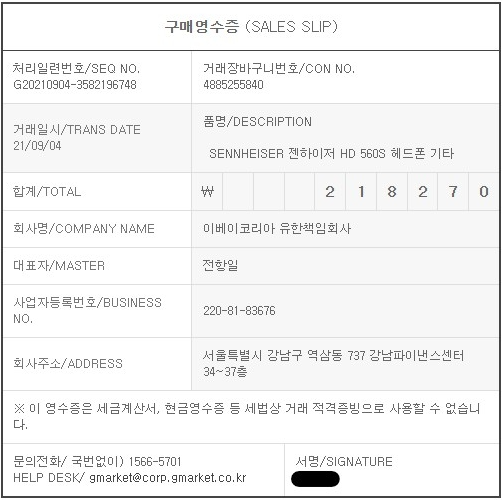 구매영수증 (SALES SLIP)
처리일련번호/SEQ NO.
G20210904-3582196748
거래장바구니번호/CON NO.
4885255840
거래일시/TRANS DATE
21/09/04
품명/DESCRIPTION
SENNHEISER 젠하이저 HD 560S 헤드폰 기타
합계/TOTAL
₩ 2 1 8 2 7 0
회사명/COMPANY NAME
이베이코리아 유한책임회사
대표자/MASTER
전항일
사업자등록번호/BUSINESS
NO.
220-81-83676
회사주소/ADDRESS
서울특별시 강남구 역삼동 737 강남파이낸스센터
34~37층
※ 이 영수증은 세금계산서, 현금영수증 등 세법상 거래 적격증빙으로 사용할 수 없습니
다.
문의전화/ 국번없이) 1566-5701
HELP DESK/ gmarket@corp.gmarket.co.kr
서명/SIGNATURE